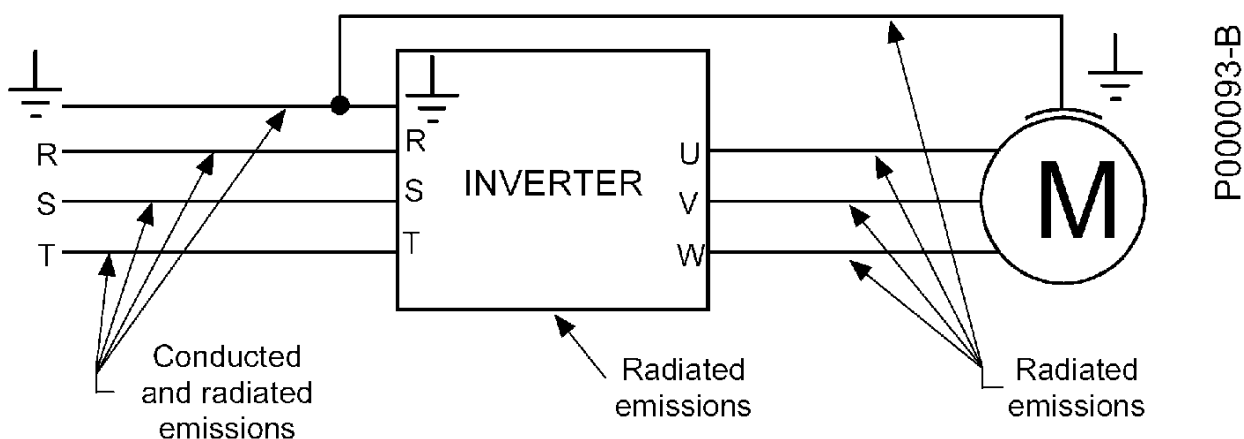 R
S
T
R
S
T
INVERTER
U
V
W
M
P000093-B
Conducted
and radiated
emissions
Radiated
emissions
Radiated
emissions